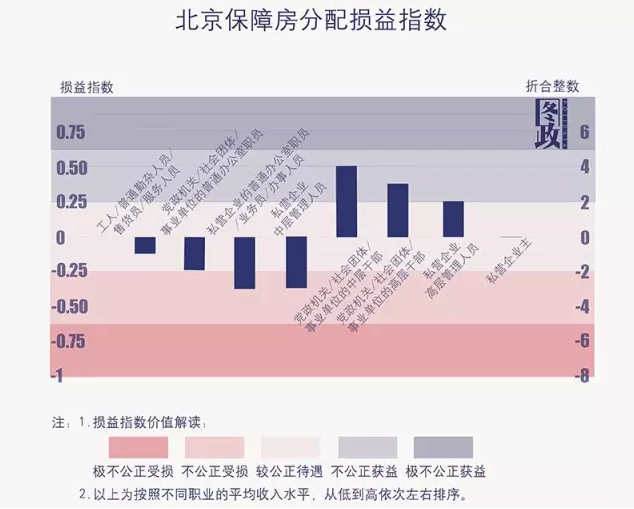 北京保障房分配损益指数
损益指数
折合整数
图政
0.75
0.50
0.25
0
-0.25
-0.50
-0.75
-1
6
4
2
0
-2
-4
-6
-8
工人/普通勤杂人员/
售货员/服务人员
党政机关/社会团体/
事业单位的普通办公室职员
私营企业的普通办公室职员
/业务员/办事人员
私营企业
中层管理人员
党政机关/社会团体/
事业单位的中层干部
党政机关/社会团体/
事业单位的高层干部
私营企业
高层管理人员
私营企业主
注：1.损益指数价值解读：
极不公正受损
不公正受损
较公正待遇
不公正获益
极不公正获益
2.以上为按照不同职业的平均收入水平，从低到高依次左右排序。